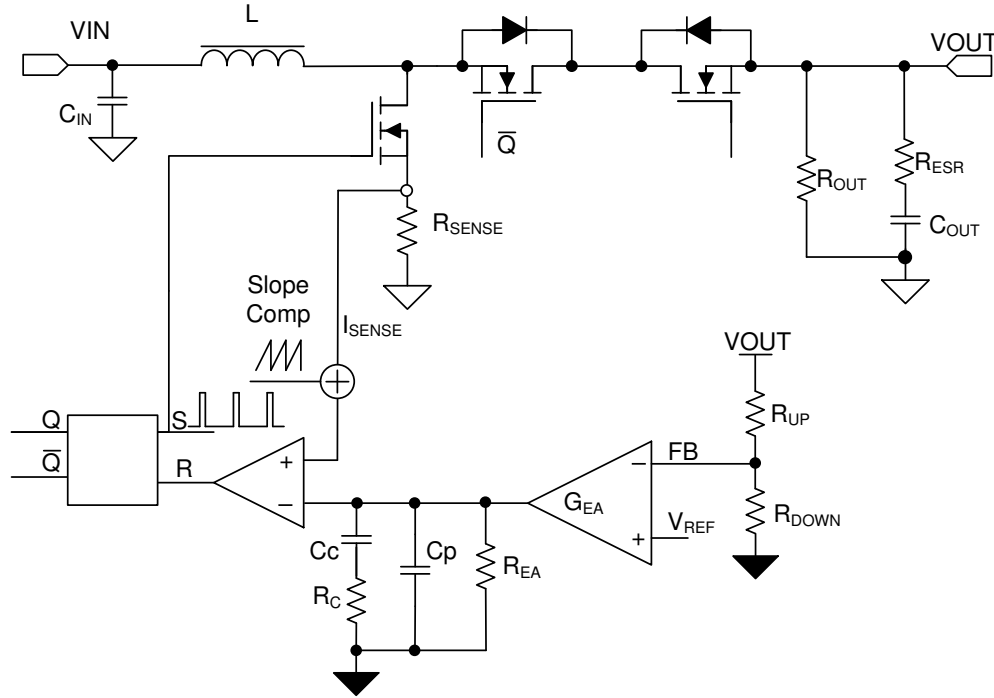 L
VIN
VOUT
C_IN
Q̅
R_OUT
R_ESR
C_OUT
R_SENSE
Slope
Comp
I_SENSE
VOUT
R_UP
Q
S
FB
Q̅
R
+
−
−
+
G_EA
V_REF
R_DOWN
Cc
Cp
R_EA
R_C